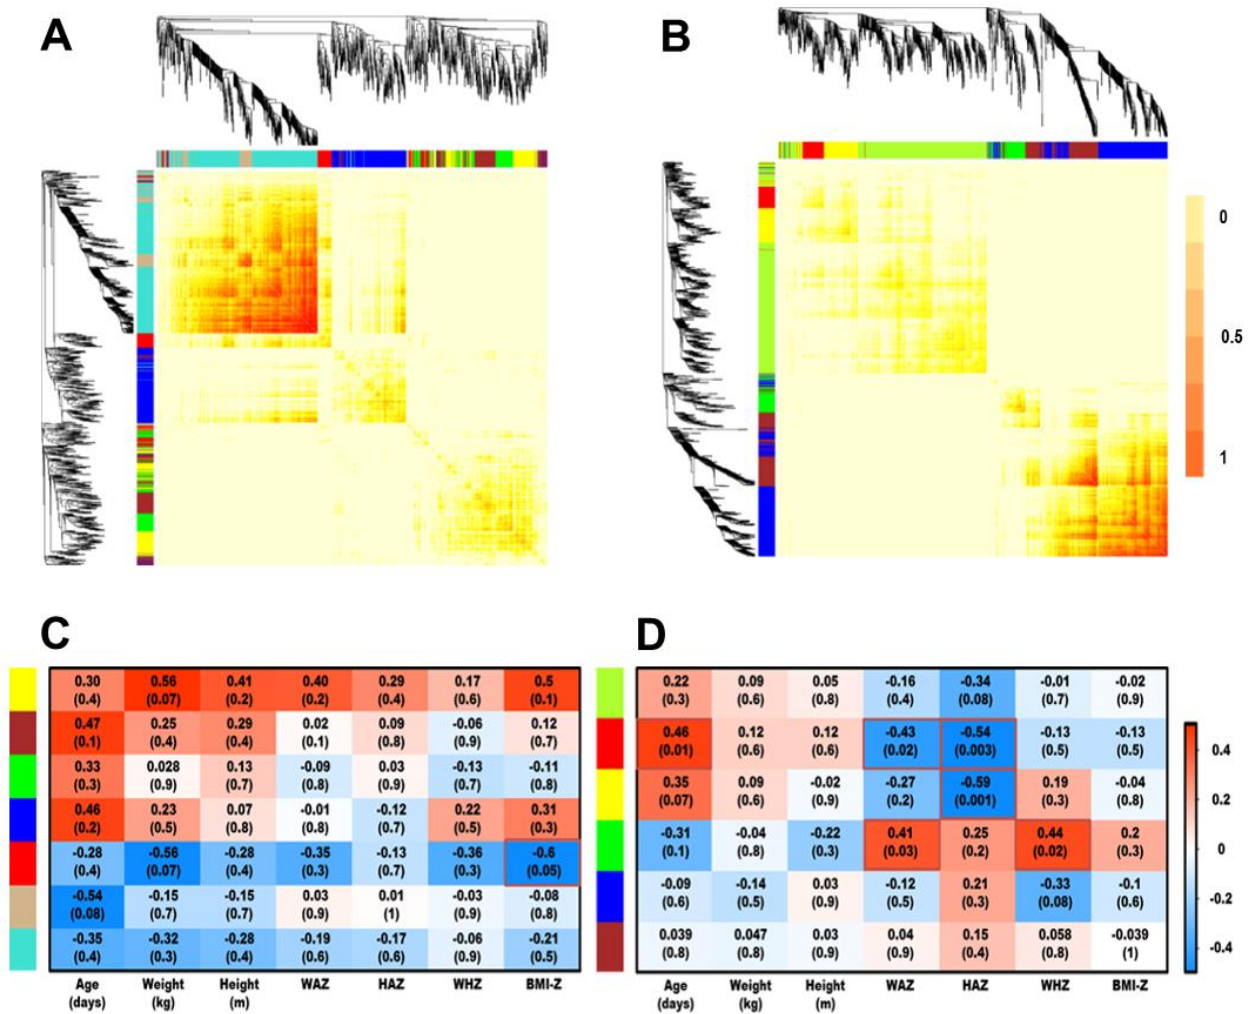 A
B
0
0.5
1
C
D
0.30 0.56 0.41 0.40 0.29 0.17 0.5
(0.4) (0.07) (0.2) (0.2) (0.4) (0.6) (0.1)
0.47 0.25 0.29 0.02 0.09 -0.06 0.12
(0.1) (0.4) (0.4) (0.1) (0.8) (0.9) (0.7)
0.33 0.028 0.13 -0.09 0.03 -0.13 -0.11
(0.3) (0.9) (0.7) (0.8) (0.9) (0.7) (0.8)
0.46 0.23 0.07 -0.01 -0.12 0.22 0.31
(0.2) (0.5) (0.8) (0.8) (0.7) (0.5) (0.3)
-0.28 -0.56 -0.28 -0.35 -0.13 -0.36 -0.6
(0.4) (0.07) (0.4) (0.3) (0.7) (0.3) (0.05)
-0.54 -0.15 -0.15 0.03 0.01 -0.03 -0.08
(0.08) (0.7) (0.7) (0.9) (1) (0.9) (0.8)
-0.35 -0.32 -0.28 -0.19 -0.17 -0.06 -0.21
(0.4) (0.3) (0.4) (0.6) (0.6) (0.9) (0.5)
Age Weight Height WAZ HAZ WHZ BMI-Z
(days) (kg) (m)
0.22 0.09 0.05 -0.16 -0.34 -0.01 -0.02
(0.3) (0.6) (0.8) (0.4) (0.08) (0.7) (0.9)
0.46 0.12 0.12 -0.43 -0.54 -0.13 -0.13
(0.01) (0.6) (0.6) (0.02) (0.003) (0.5) (0.5)
0.35 0.09 -0.02 -0.27 -0.59 0.19 -0.04
(0.07) (0.6) (0.9) (0.2) (0.001) (0.3) (0.8)
-0.31 -0.04 -0.22 0.41 0.25 0.44 0.2
(0.1) (0.8) (0.3) (0.03) (0.2) (0.02) (0.3)
-0.09 -0.14 0.03 -0.12 0.21 -0.33 -0.1
(0.6) (0.5) (0.9) (0.5) (0.3) (0.08) (0.6)
0.039 0.047 0.03 0.04 0.15 0.058 -0.039
(0.8) (0.8) (0.9) (0.9) (0.4) (0.8) (1)
Age Weight Height WAZ HAZ WHZ BMI-Z
(days) (kg) (m)
0.4
0.2
0
-0.2
-0.4